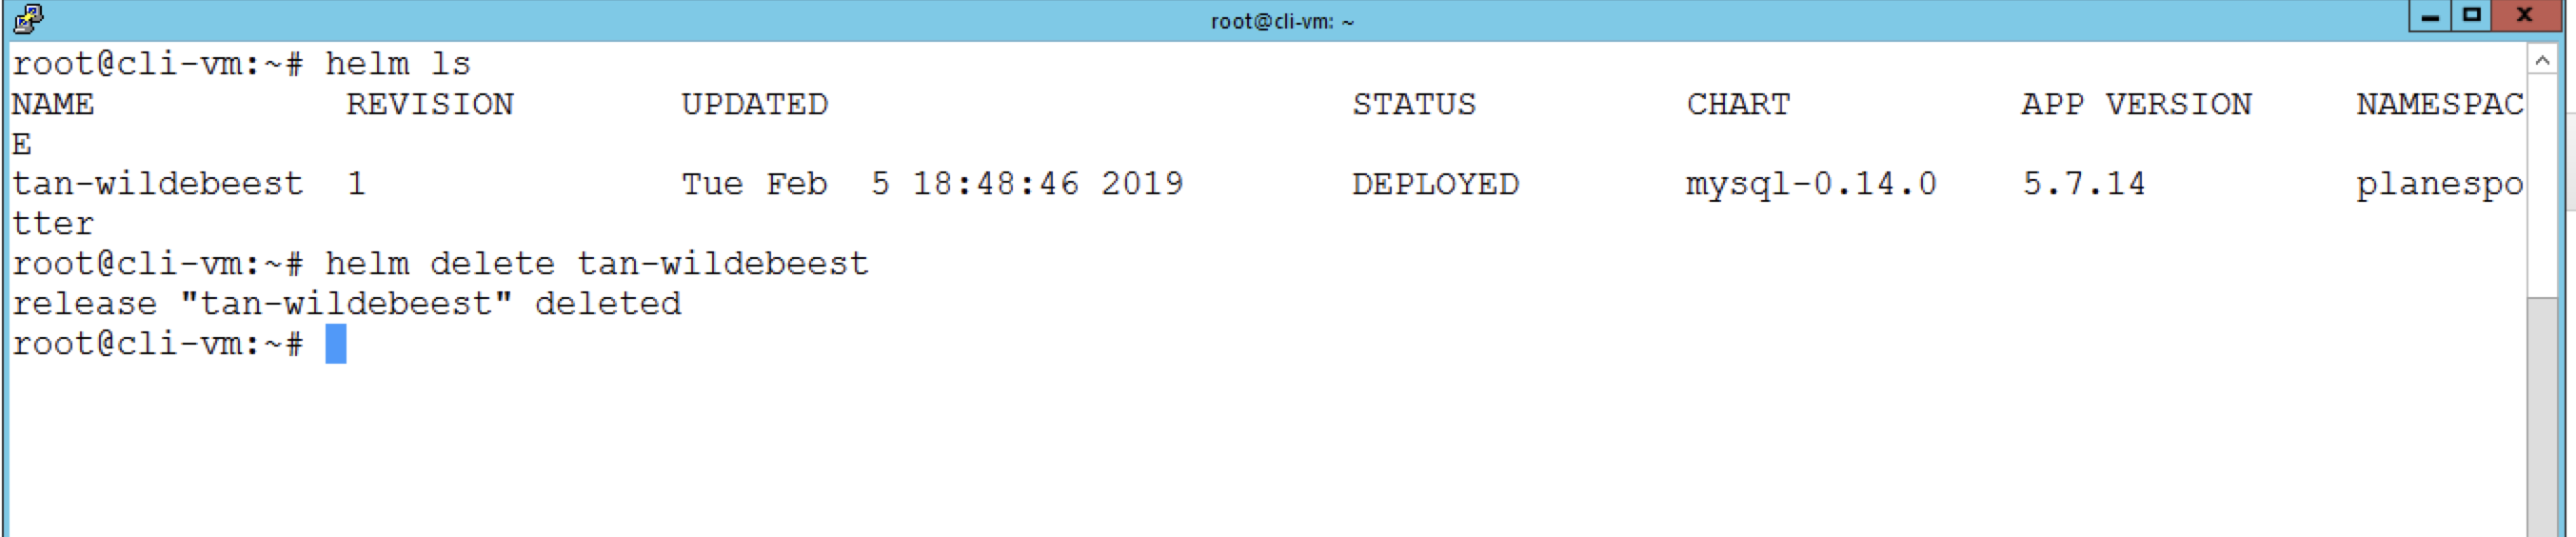 root@cli-vm: ~
root@cli-vm:~# helm ls
NAME            REVISION        UPDATED                         STATUS          CHART           APP VERSION     NAMESPAC
E
tan-wildebeest  1               Tue Feb  5 18:48:46 2019        DEPLOYED        mysql-0.14.0    5.7.14          planespo
tter
root@cli-vm:~# helm delete tan-wildebeest
release "tan-wildebeest" deleted
root@cli-vm:~#